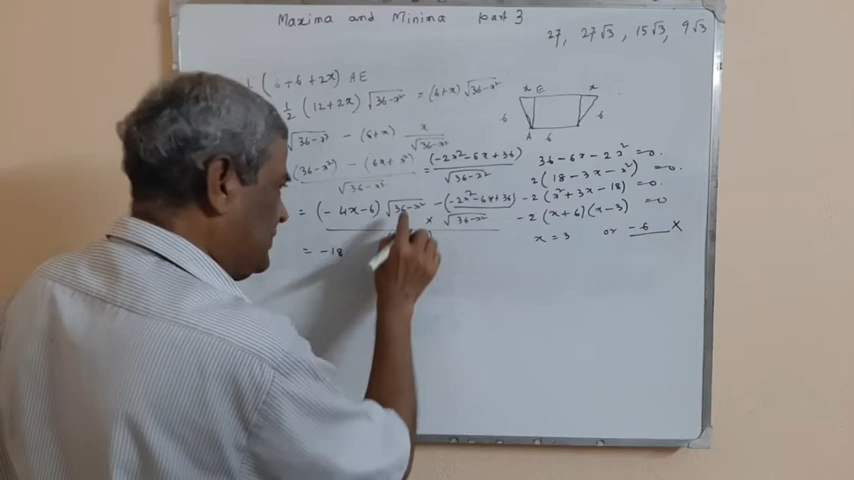 Maxima and Minima part 3
27, 27√3, 15√3, 9√3
(6+6+2x) AE
1/2 (12+2x) √(36-x²) = (6+x) √(36-x²)
x E x
6 6
A 6
√(36-x²) - (6+x) x/√(36-x²)
(36-x²) - (6x+x²) / √(36-x²) = (-2x²-6x+36) / √(36-x²)
= (-4x-6) √(36-x²) - (-2x²-6x+36) × / √(36-x²)
= -18
36-6x-2x²=0.
2(18-3x-x²)=0.
-2(x²+3x-18)=0.
-2(x+6)(x-3)=0
x=3 or -6 X